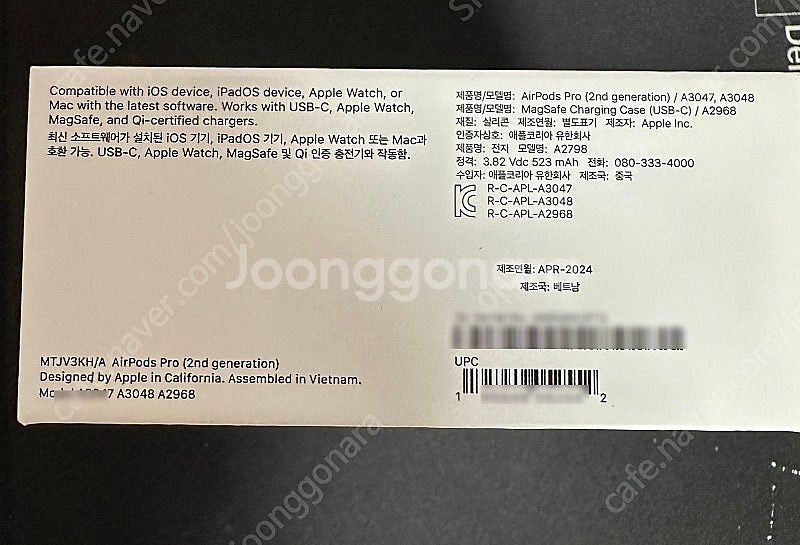 Compatible with iOS device, iPadOS device, Apple Watch, or
Mac with the latest software. Works with USB-C, Apple Watch,
MagSafe, and Qi-certified chargers.
최신 소프트웨어가 설치된 iOS 기기, iPadOS 기기, Apple Watch 또는 Mac과
호환 가능. USB-C, Apple Watch, MagSafe 및 Qi 인증 충전기와 작동함.
제품명/모델명: AirPods Pro (2nd generation) / A3047, A3048
제품명/모델명: MagSafe Charging Case (USB-C) / A2968
재질: 실리콘 제조연월: 별도표기 제조자: Apple Inc.
인증자상호: 애플코리아 유한회사
제품명: 전지 모델명: A2798
정격: 3.82 Vdc 523 mAh 전화: 080-333-4000
수입자: 애플코리아 유한회사 제조국: 중국
R-C-APL-A3047
R-C-APL-A3048
R-C-APL-A2968
제조연월: APR-2024
제조국: 베트남
MTJV3KH/A AirPods Pro (2nd generation)
Designed by Apple in California. Assembled in Vietnam.
A3048 A2968
UPC
1 2
Joonggonara
cafe.naver.com/joonggonara